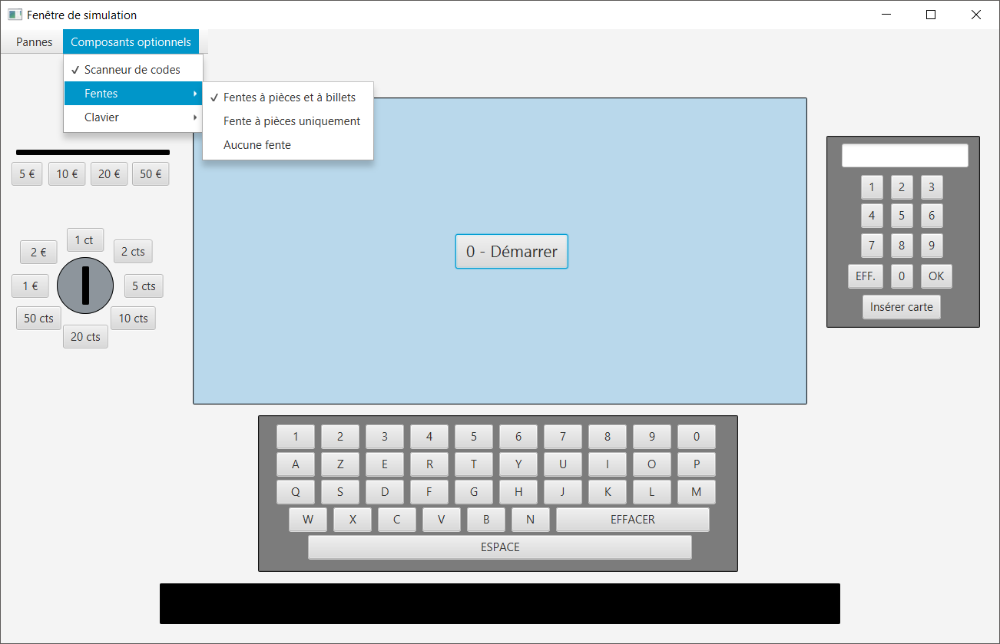 Fenêtre de simulation
Pannes Composants optionnels
Scanneur de codes
Fentes
Clavier
Fentes à pièces et à billets
Fente à pièces uniquement
Aucune fente
5 € 10 € 20 € 50 €
1 ct
2 € 2 cts
1 € 5 cts
50 cts 10 cts
20 cts
0 - Démarrer
1 2 3
4 5 6
7 8 9
EFF. 0 OK
Insérer carte
1 2 3 4 5 6 7 8 9 0
A Z E R T Y U I O P
Q S D F G H J K L M
W X C V B N EFFACER
ESPACE